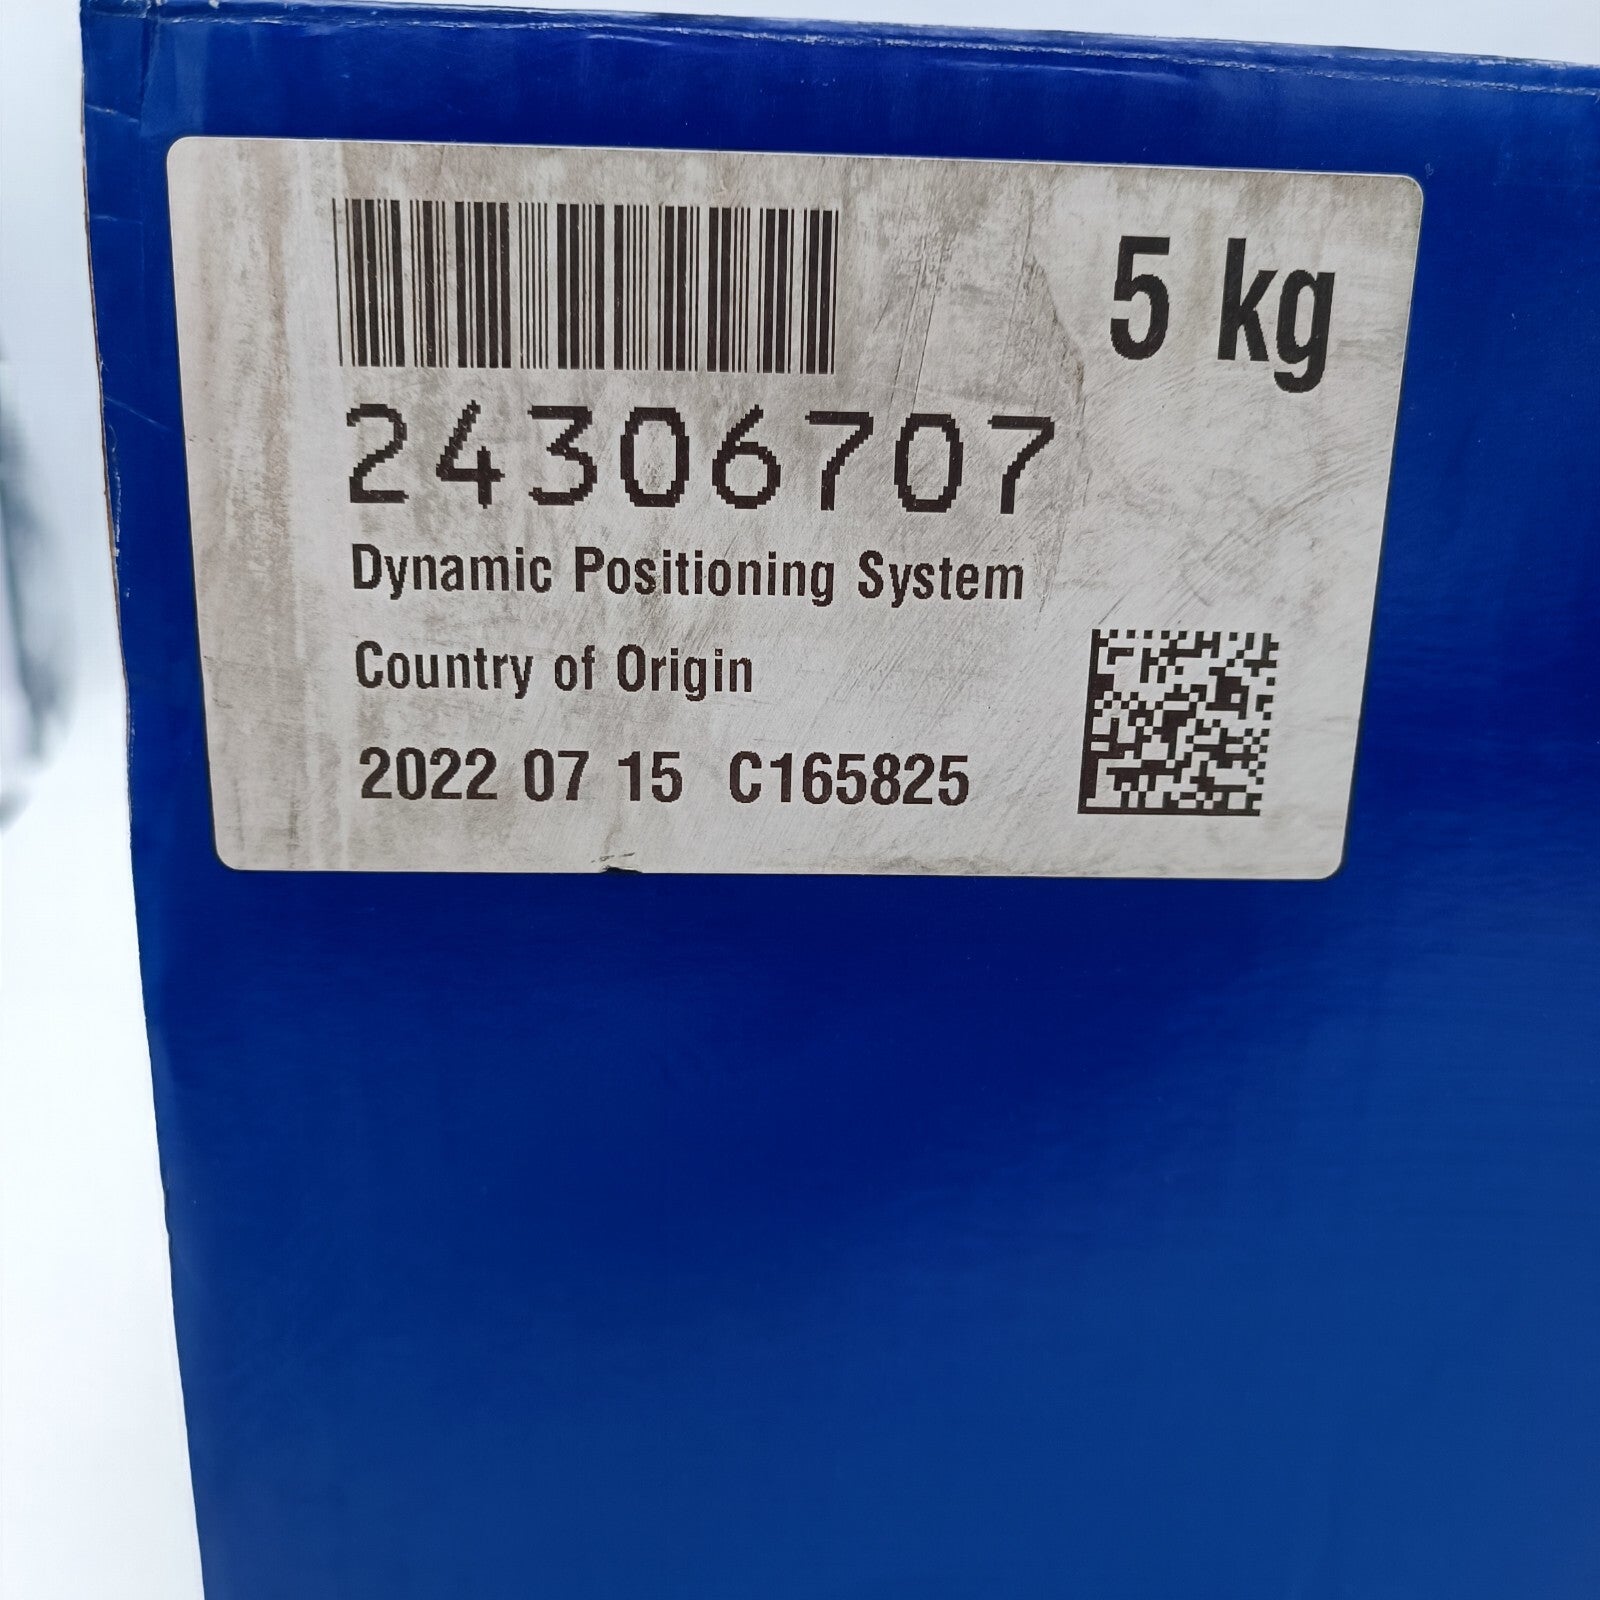 5 kg
24306707
Dynamic Positioning System
Country of Origin
2022 07 15 C165825